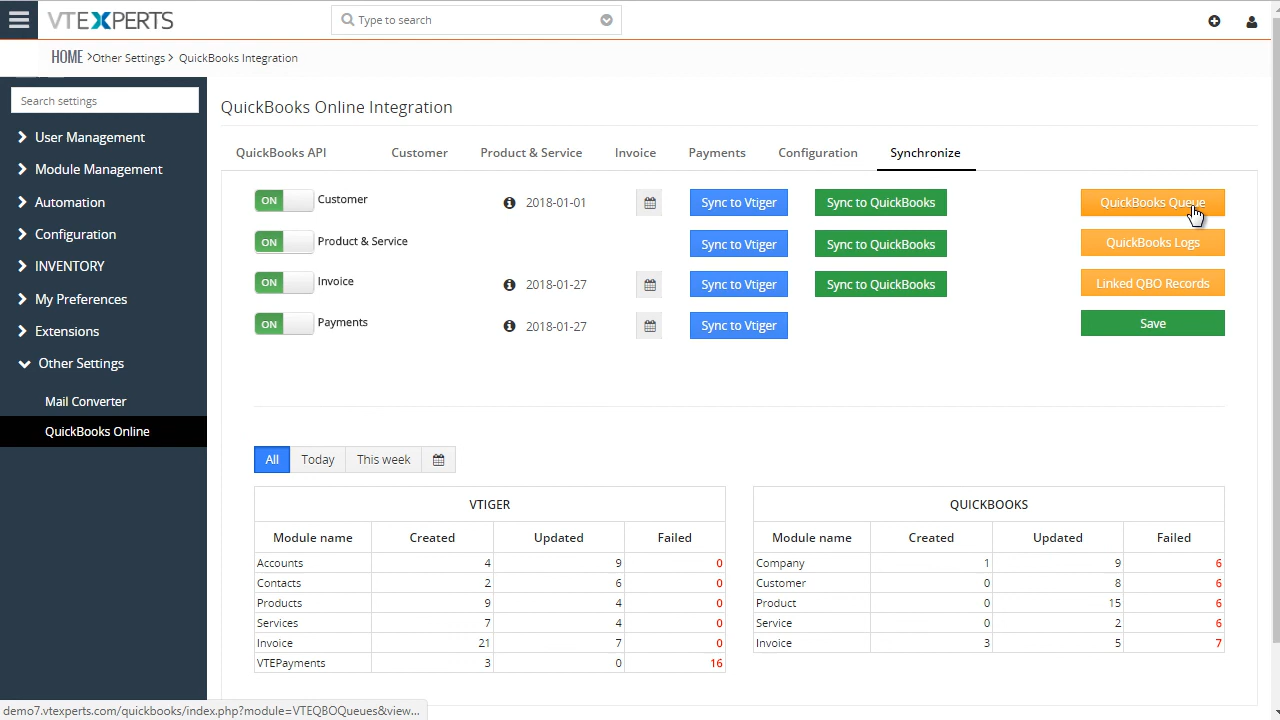 VTEXPERTS
Type to search
HOME >Other Settings> QuickBooks Integration
Search settings
User Management
Module Management
Automation
Configuration
INVENTORY
My Preferences
Extensions
Other Settings
Mail Converter
QuickBooks Online
QuickBooks Online Integration
QuickBooks API Customer Product & Service Invoice Payments Configuration Synchronize
ON Customer 2018-01-01 Sync to Vtiger Sync to QuickBooks QuickBooks Queue
ON Product & Service Sync to Vtiger Sync to QuickBooks QuickBooks Logs
ON Invoice 2018-01-27 Sync to Vtiger Sync to QuickBooks Linked QBO Records
ON Payments 2018-01-27 Sync to Vtiger Save
All Today This week
VTIGER
Module name Created Updated Failed
Accounts 4 9 0
Contacts 2 6 0
Products 9 4 0
Services 7 4 0
Invoice 21 7 0
VTEPayments 3 0 16
QUICKBOOKS
Module name Created Updated Failed
Company 1 9 6
Customer 0 8 6
Product 0 15 6
Service 0 2 6
Invoice 3 5 7
demo7.vtexperts.com/quickbooks/index.php?module=VTEQBOQueues&view...